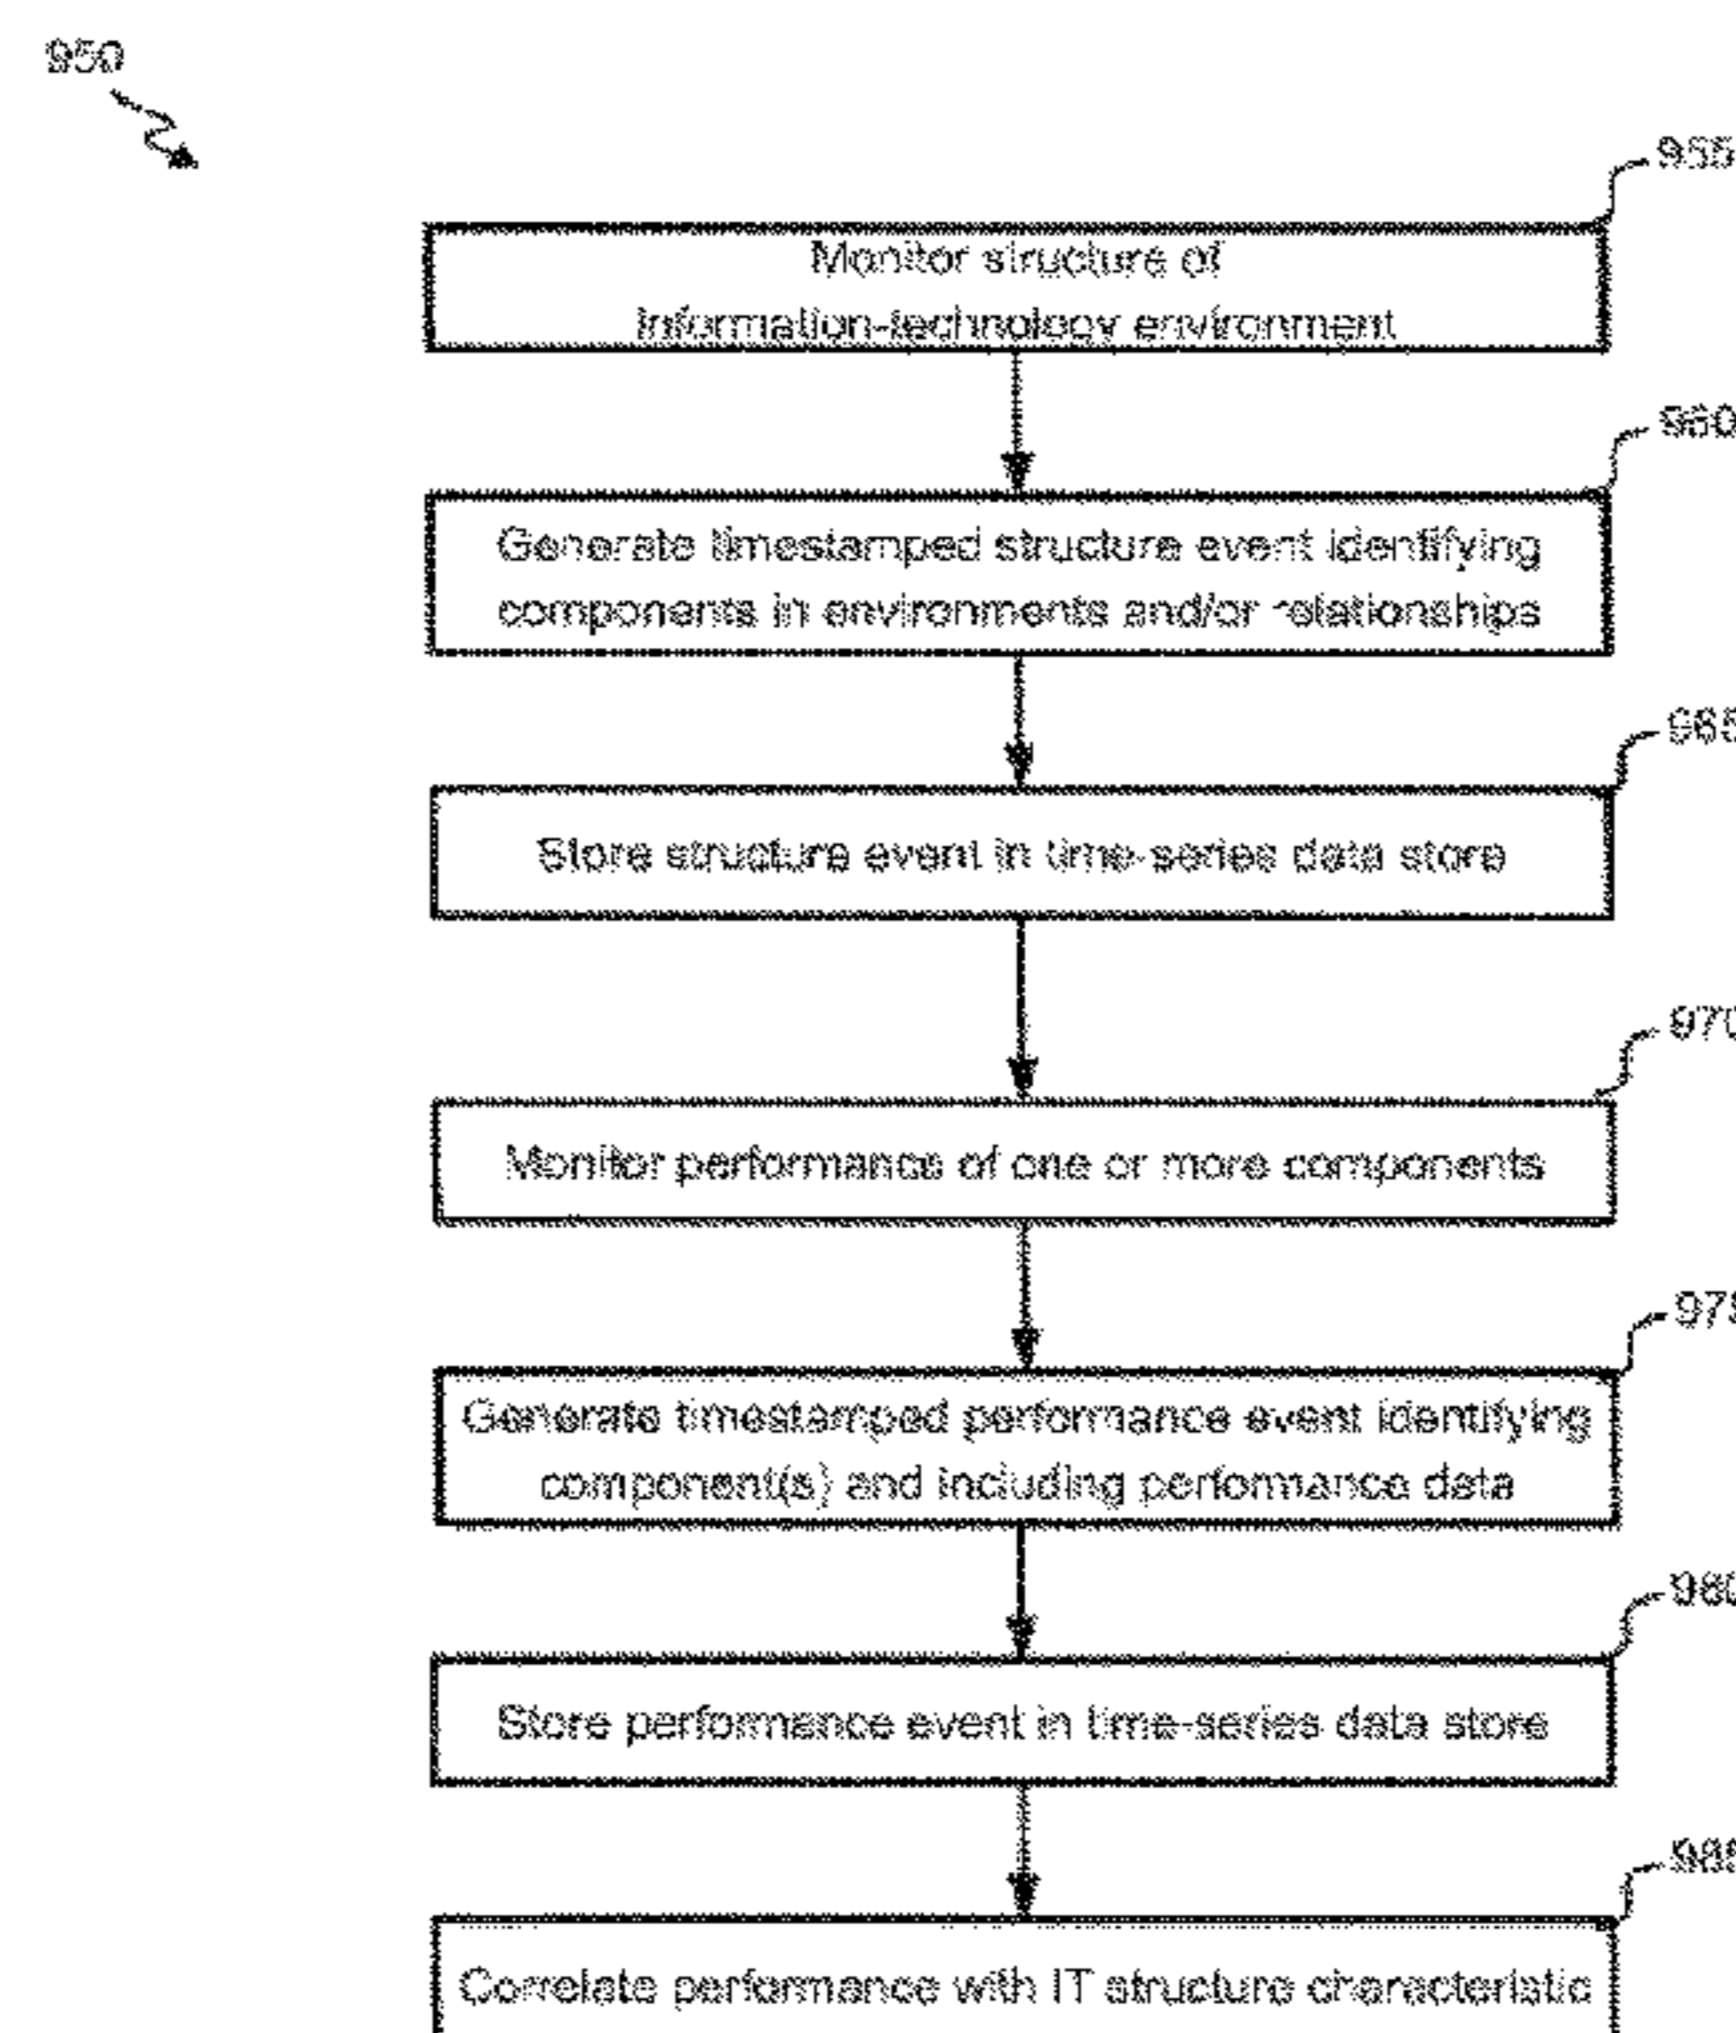 950
955
Monitor structure of
information-technology environment
960
Generate timestamped structure event identifying
components in environments and/or relationships
965
Store structure event in time-series data store
970
Monitor performance of one or more components
975
Generate timestamped performance event identifying
component(s) and including performance data
980
Store performance event in time-series data store
985
Correlate performance with IT structure characteristic